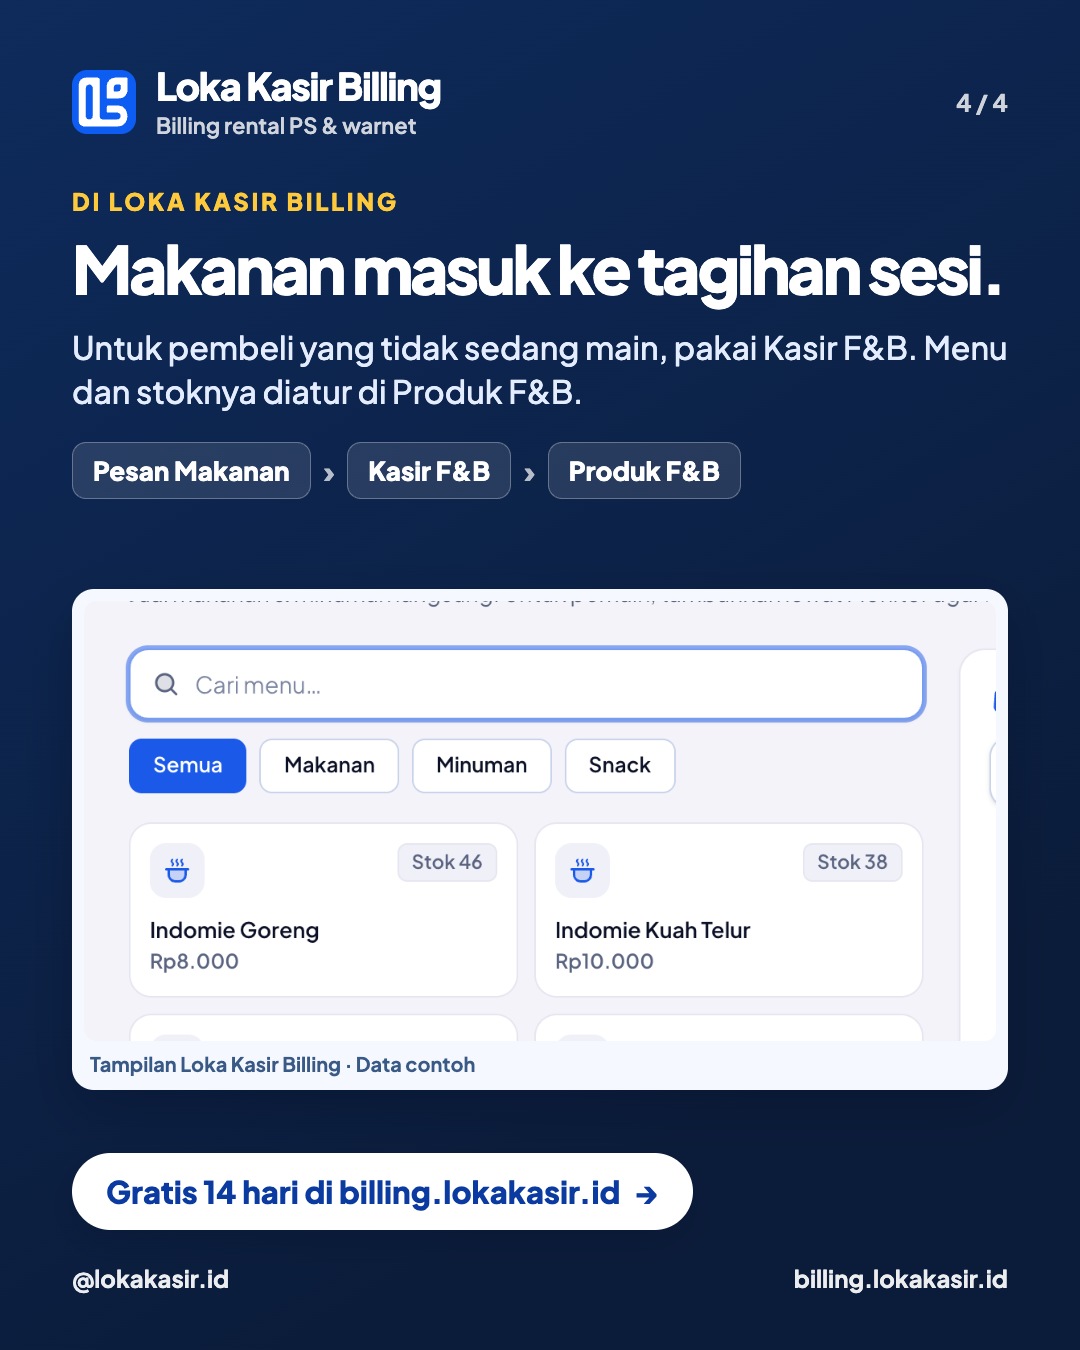 Loka Kasir Billing
Billing rental PS & warnet
4 / 4
DI LOKA KASIR BILLING
Makanan masuk ke tagihan sesi.
Untuk pembeli yang tidak sedang main, pakai Kasir F&B. Menu
dan stoknya diatur di Produk F&B.
Pesan Makanan › Kasir F&B › Produk F&B
Cari menu...
Semua Makanan Minuman Snack
Stok 46
Indomie Goreng
Rp8.000
Stok 38
Indomie Kuah Telur
Rp10.000
Tampilan Loka Kasir Billing · Data contoh
Gratis 14 hari di billing.lokakasir.id →
@lokakasir.id
billing.lokakasir.id